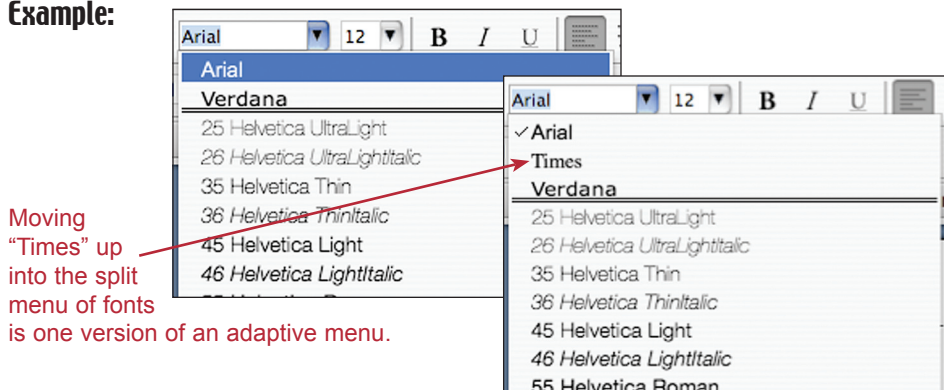 Example:
Arial 12 B I U
Arial
Verdana
25 Helvetica UltraLight
26 Helvetica UltraLightItalic
35 Helvetica Thin
36 Helvetica ThinItalic
45 Helvetica Light
46 Helvetica LightItalic
Arial 12 B I U
✓Arial
Times
Verdana
25 Helvetica UltraLight
26 Helvetica UltraLightItalic
35 Helvetica Thin
36 Helvetica ThinItalic
45 Helvetica Light
46 Helvetica LightItalic
55 Helvetica Roman
Moving
“Times” up
into the split
menu of fonts
is one version of an adaptive menu.